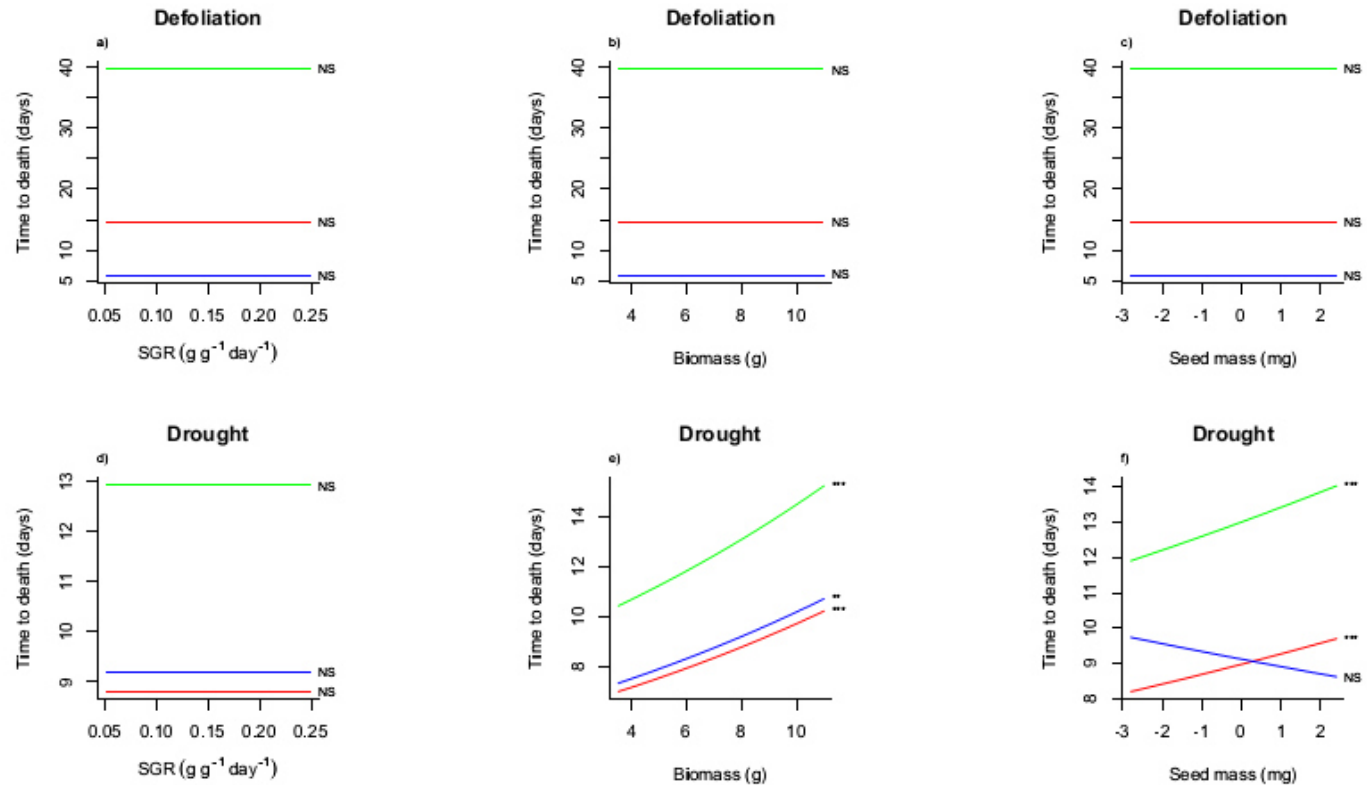 Defoliation
a)
Time to death (days)
40
30
20
10
5
NS
NS
NS
0.05 0.10 0.15 0.20 0.25
SGR (g g⁻¹ day⁻¹)
Defoliation
b)
Time to death (days)
40
30
20
10
5
NS
NS
NS
4 6 8 10
Biomass (g)
Defoliation
c)
Time to death (days)
40
30
20
10
5
NS
NS
NS
-3 -2 -1 0 1 2
Seed mass (mg)
Drought
d)
Time to death (days)
13
12
11
10
9
NS
NS
NS
0.05 0.10 0.15 0.20 0.25
SGR (g g⁻¹ day⁻¹)
Drought
e)
Time to death (days)
14
12
10
8
***
**
***
4 6 8 10
Biomass (g)
Drought
f)
Time to death (days)
14
13
12
11
10
9
8
***
***
NS
-3 -2 -1 0 1 2
Seed mass (mg)